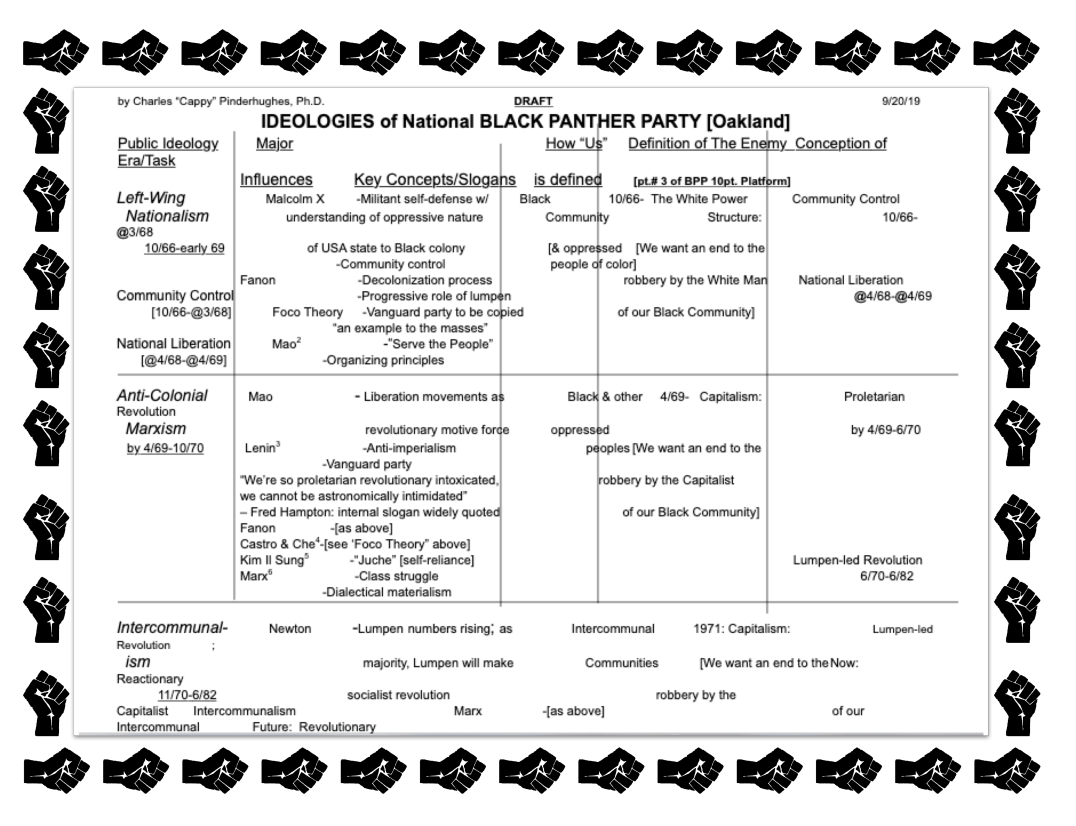 by Charles “Cappy” Pinderhughes, Ph.D. DRAFT 9/20/19
IDEOLOGIES of National BLACK PANTHER PARTY [Oakland]
Public Ideology Major How “Us” Definition of The Enemy Conception of
Era/Task
Influences Key Concepts/Slogans is defined [pt.# 3 of BPP 10pt. Platform]
Left-Wing Malcolm X -Militant self-defense w/ Black 10/66- The White Power Community Control
Nationalism understanding of oppressive nature Community Structure: 10/66-
@3/68
10/66-early 69 of USA state to Black colony [& oppressed [We want an end to the
-Community control people of color]
Fanon -Decolonization process robbery by the White Man National Liberation
Community Control -Progressive role of lumpen @4/68-@4/69
[10/66-@3/68] Foco Theory -Vanguard party to be copied of our Black Community]
“an example to the masses”
National Liberation Mao2 -”Serve the People”
[@4/68-@4/69] -Organizing principles
Anti-Colonial Mao - Liberation movements as Black & other 4/69- Capitalism: Proletarian
Revolution
Marxism revolutionary motive force oppressed by 4/69-6/70
by 4/69-10/70 Lenin3 -Anti-imperialism peoples [We want an end to the
-Vanguard party
“We’re so proletarian revolutionary intoxicated, robbery by the Capitalist
we cannot be astronomically intimidated”
– Fred Hampton: internal slogan widely quoted of our Black Community]
Fanon -[as above]
Castro & Che4-[see ‘Foco Theory” above]
Kim Il Sung5 -“Juche” [self-reliance] Lumpen-led Revolution
Marx6 -Class struggle 6/70-6/82
-Dialectical materialism
Intercommunal- Newton -Lumpen numbers rising; as Intercommunal 1971: Capitalism: Lumpen-led
Revolution ;
ism majority, Lumpen will make Communities [We want an end to the Now:
Reactionary
11/70-6/82 socialist revolution robbery by the
Capitalist Intercommunalism Marx -[as above] of our
Intercommunal Future: Revolutionary